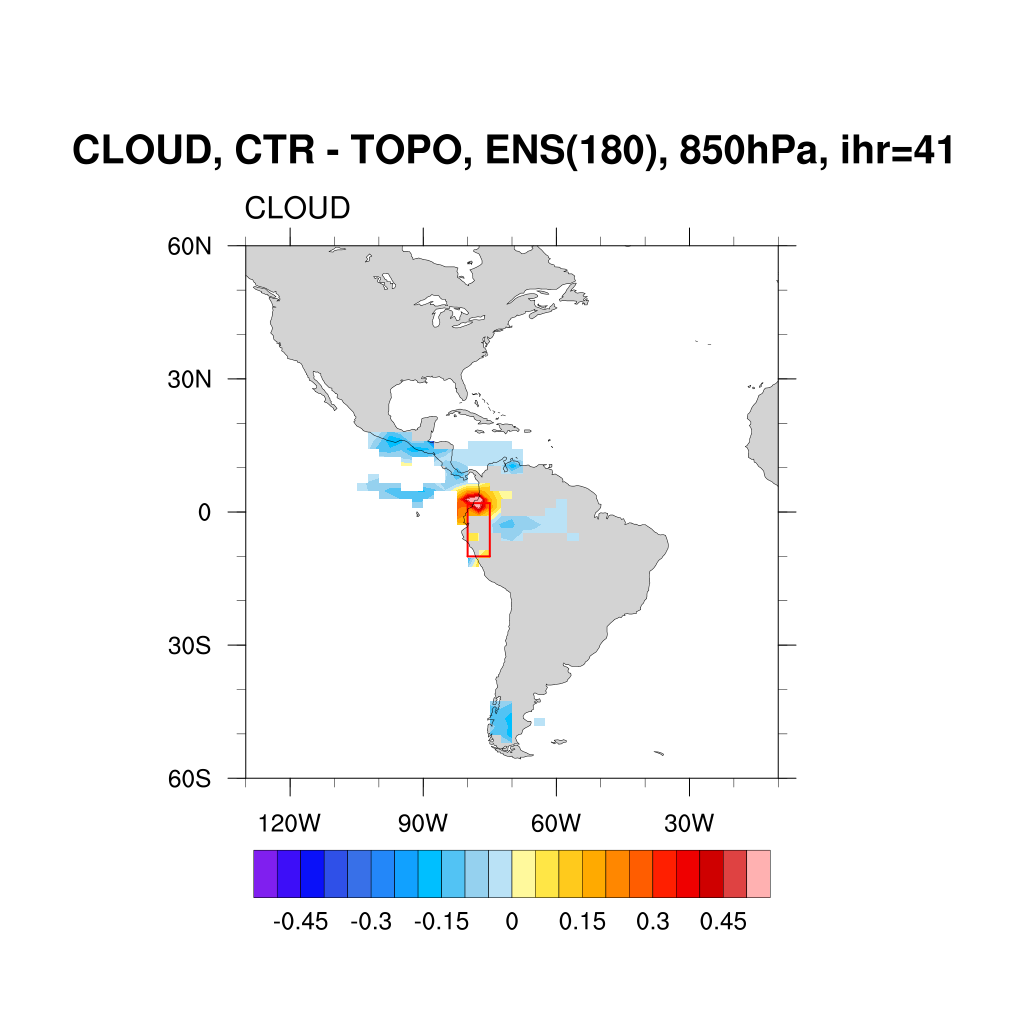 CLOUD, CTR - TOPO, ENS(180), 850hPa, ihr=41
CLOUD
60N
30N
0
30S
60S
120W 90W 60W 30W
-0.45 -0.3 -0.15 0 0.15 0.3 0.45